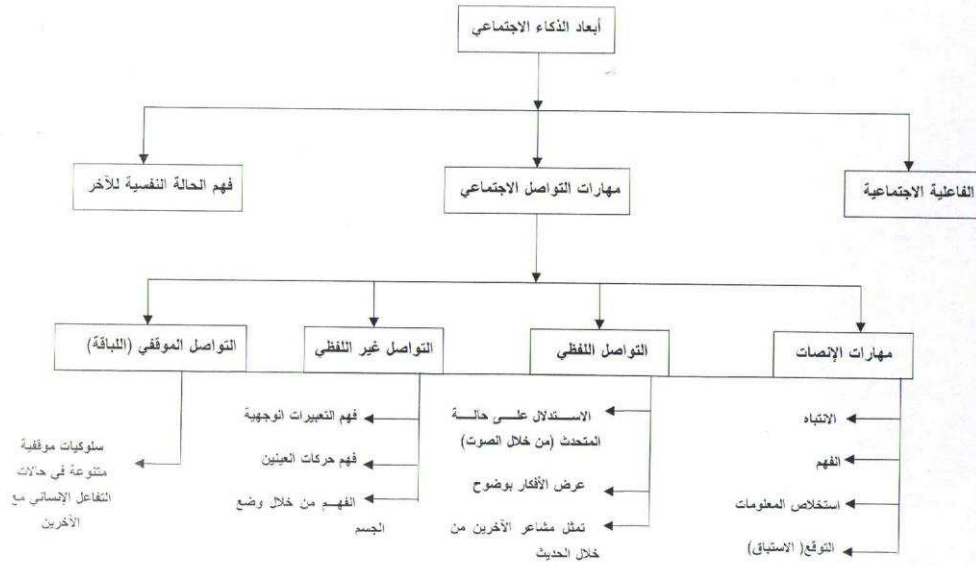 أبعاد الذكاء الاجتماعي
الفاعلية الاجتماعية
مهارات التواصل الاجتماعي
فهم الحالة النفسية للآخر
مهارات الإنصات
التواصل اللفظي
التواصل غير اللفظي
التواصل الموقفي (اللباقة)
الانتباه
الفهم
استخلاص المعلومات
التوقع( الاستباق)
الاستدلال على حالة
المتحدث (من خلال الصوت)
عرض الأفكار بوضوح
تمثل مشاعر الآخرين من
خلال الحديث
فهم التعبيرات الوجهية
فهم حركات العينين
الفهم من خلال وضع
الجسم
سلوكيات موقفية
متنوعة في حالات
التفاعل الإنساني مع
الآخرين